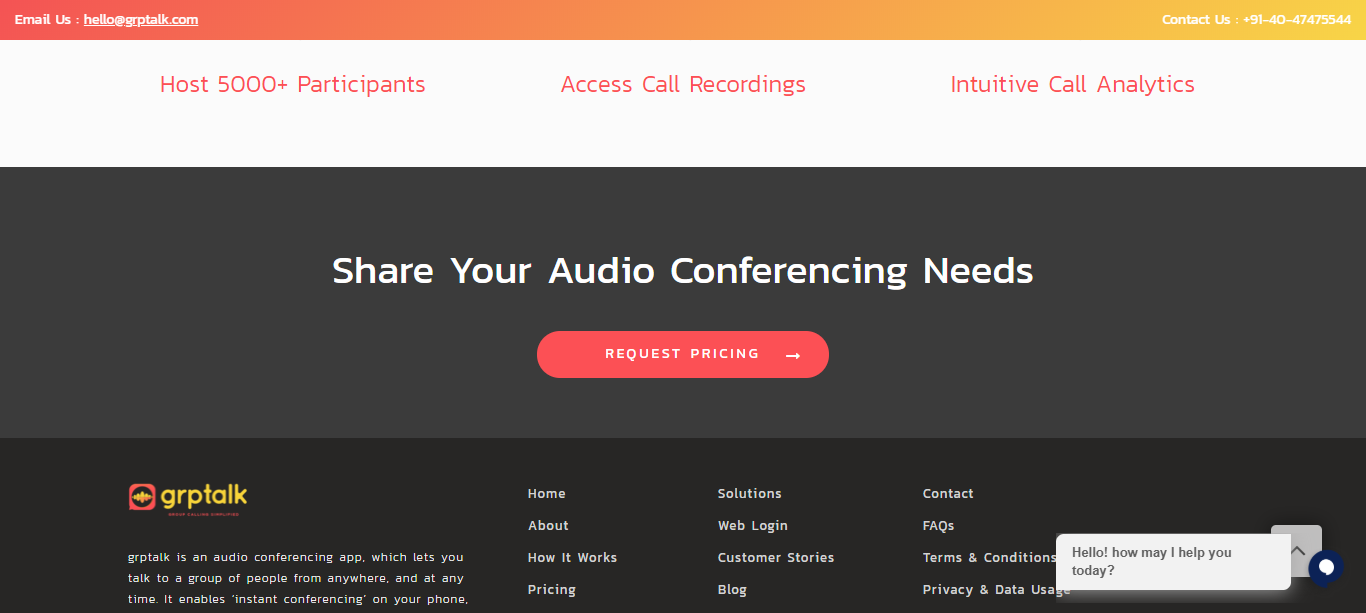 Email Us : hello@grptalk.com
Contact Us : +91-40-47475544
Host 5000+ Participants
Access Call Recordings
Intuitive Call Analytics
Share Your Audio Conferencing Needs
REQUEST PRICING →
grptalk
GROUP CALLING SIMPLIFIED
grptalk is an audio conferencing app, which lets you
talk to a group of people from anywhere, and at any
time. It enables ‘instant conferencing’ on your phone,
Home
About
How It Works
Pricing
Solutions
Web Login
Customer Stories
Blog
Contact
FAQs
Terms & Conditions
Privacy & Data Usage
Hello! how may I help you
today?